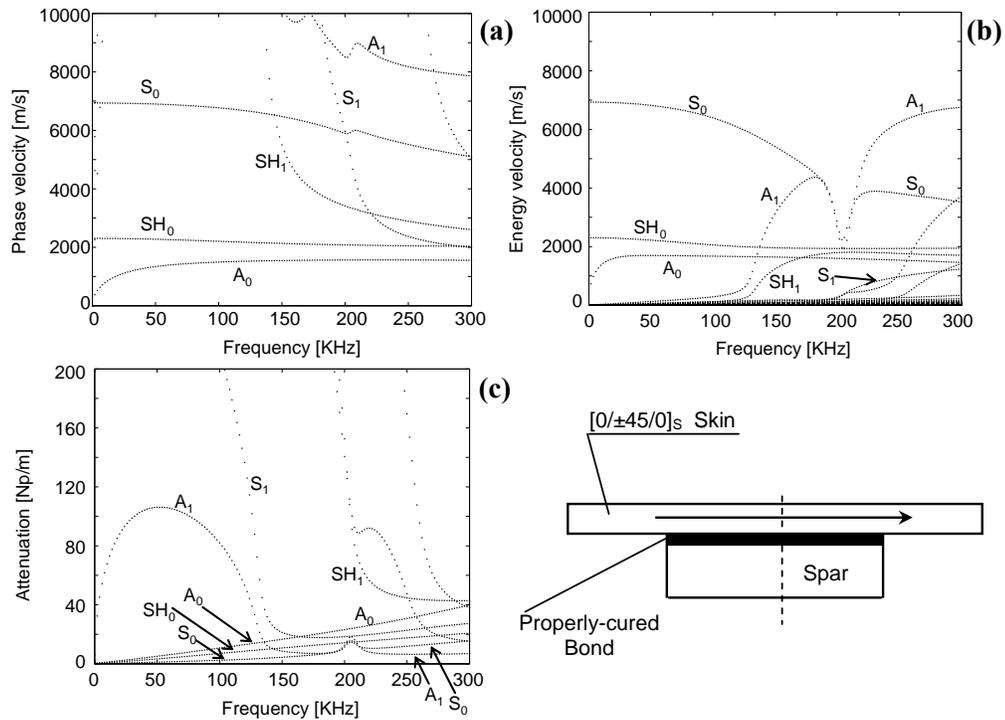 (a)
10000
8000
6000
4000
2000
0
Phase velocity [m/s]
A1
S0
S1
SH1
SH0
A0
0 50 100 150 200 250 300
Frequency [KHz]
(b)
10000
8000
6000
4000
2000
0
Energy velocity [m/s]
S0
A1
A1
S0
SH0
A0
SH1
S1
0 50 100 150 200 250 300
Frequency [KHz]
(c)
200
160
120
80
40
0
Attenuation [Np/m]
A1
S1
SH1
A0
A0
SH0
S0
A1 S0
0 50 100 150 200 250 300
Frequency [KHz]
[0/±45/0]S Skin
Spar
Properly-cured
Bond